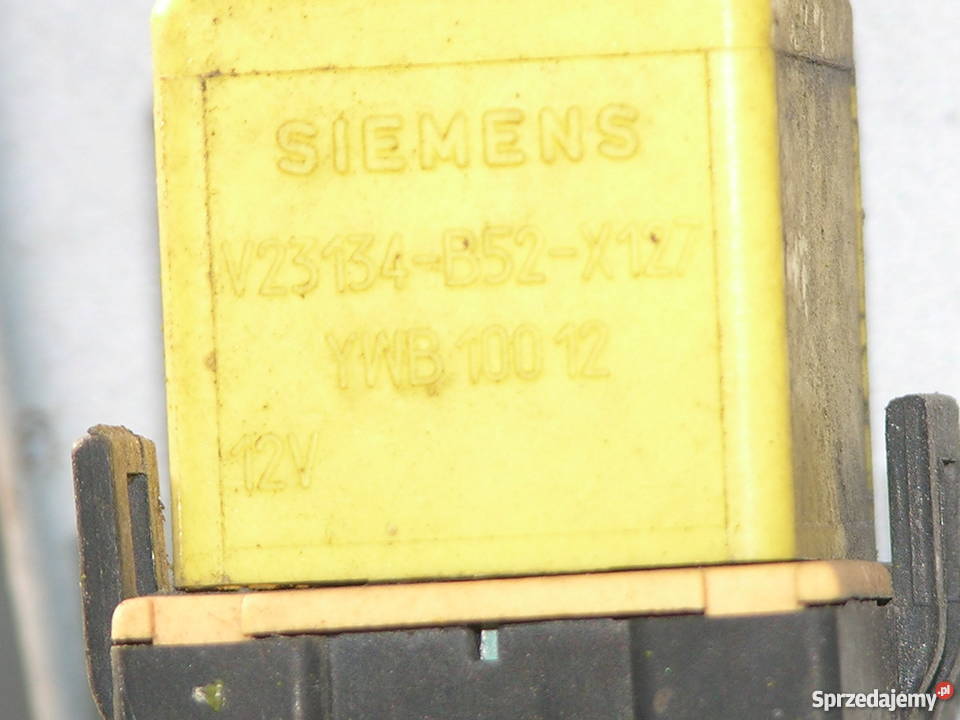 SIEMENS
V23134-B52-X127
YWB 100 12
12V
Sprzedajemy.pl